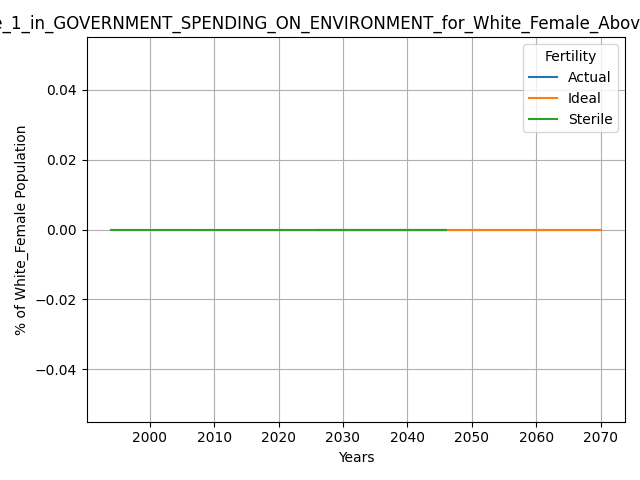 e_1_in_GOVERNMENT_SPENDING_ON_ENVIRONMENT_for_White_Female_Abov
Fertility
Actual
Ideal
Sterile
% of White_Female Population
0.04
0.02
0.00
−0.02
−0.04
2000 2010 2020 2030 2040 2050 2060 2070
Years